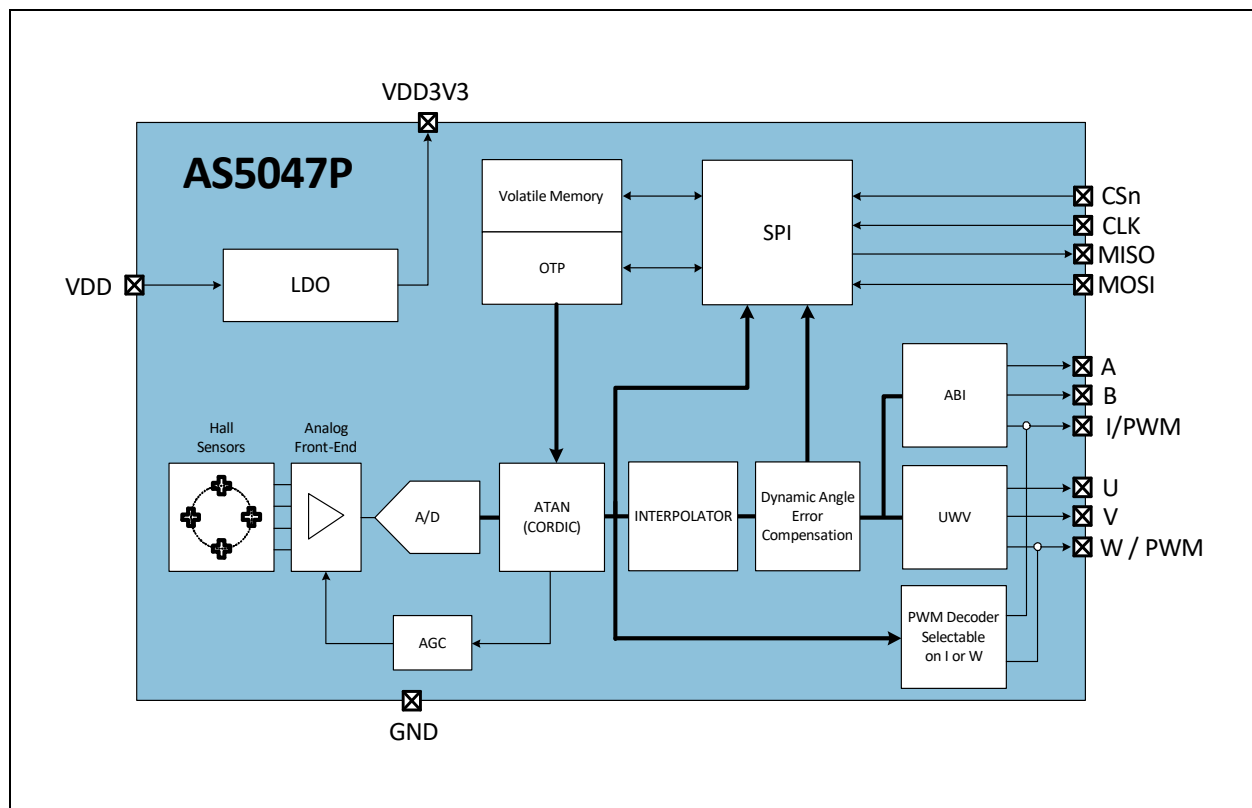 VDD3V3
AS5047P
Volatile Memory
OTP
SPI
CSn
CLK
MISO
MOSI
VDD
LDO
A
B
I/PWM
ABI
Hall
Sensors
Analog
Front-End
A/D
ATAN
(CORDIC)
INTERPOLATOR
Dynamic Angle
Error
Compensation
UWV
U
V
W / PWM
AGC
PWM Decoder
Selectable
on I or W
GND